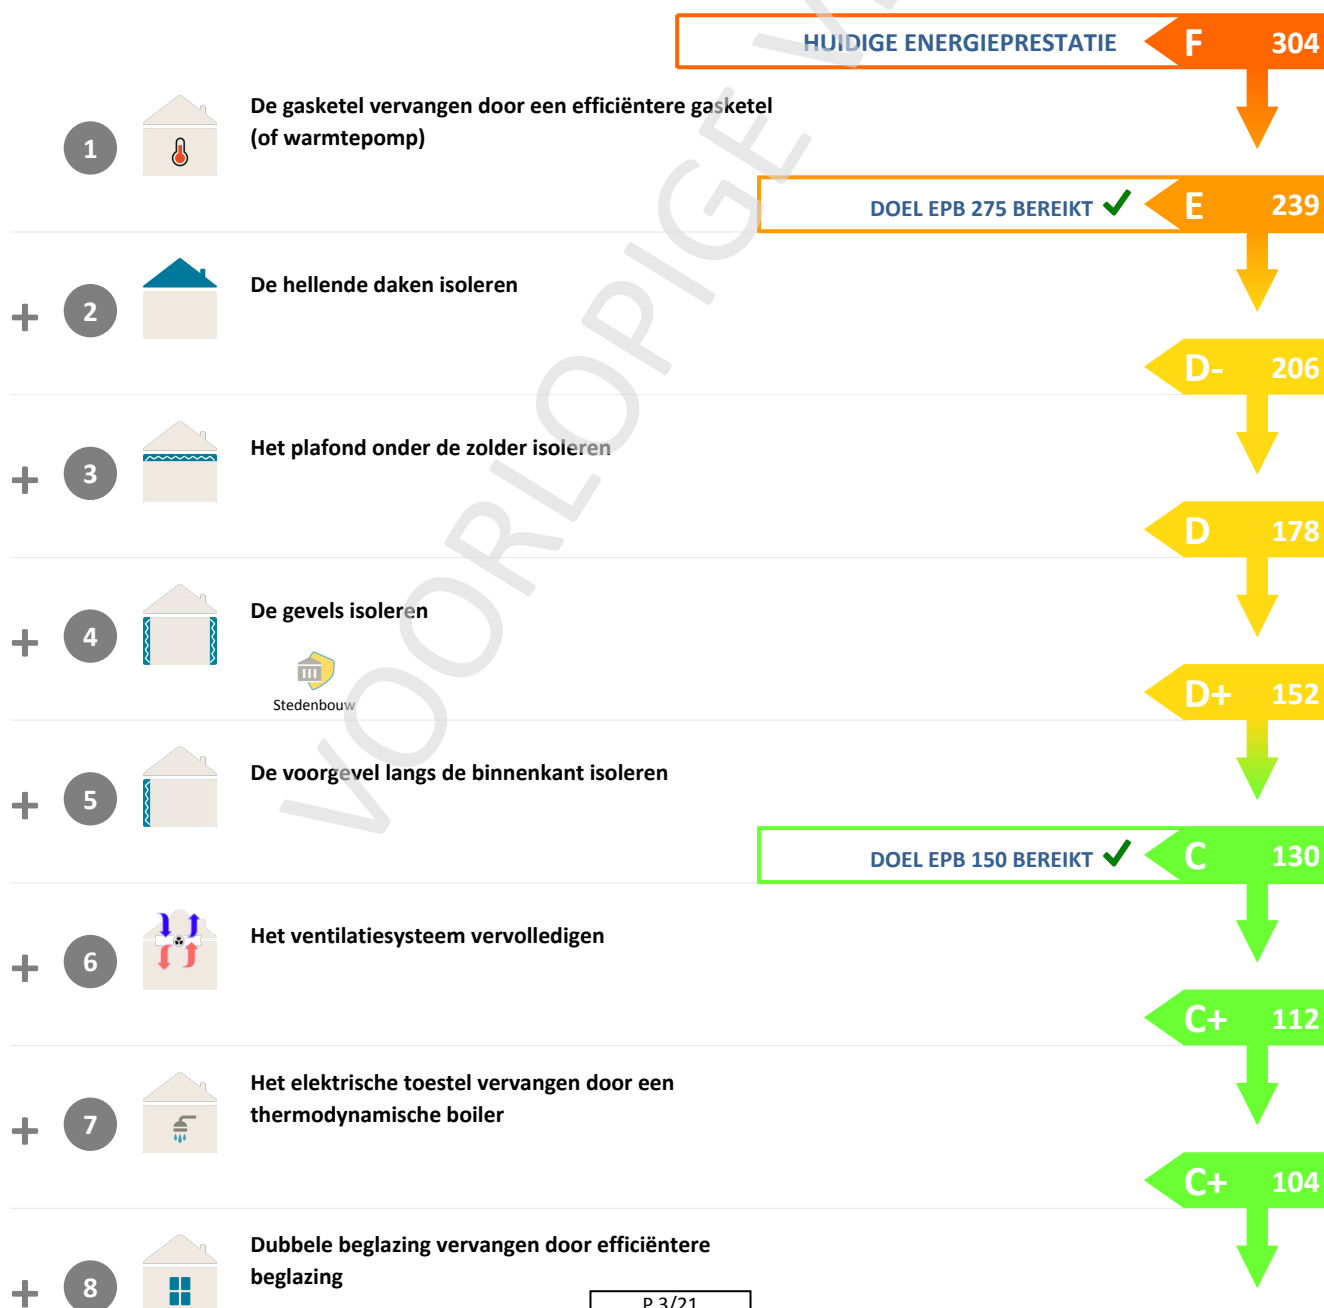 HUIDIGE ENERGIEPRESTATIE F 304
1 De gasketel vervangen door een efficiëntere gasketel
(of warmtepomp)
DOEL EPB 275 BEREIKT E 239
+ 2 De hellende daken isoleren
D- 206
+ 3 Het plafond onder de zolder isoleren
D 178
+ 4 De gevels isoleren
Stedenbouw
D+ 152
+ 5 De voorgevel langs de binnenkant isoleren
DOEL EPB 150 BEREIKT C 130
+ 6 Het ventilatiesysteem vervolledigen
C+ 112
+ 7 Het elektrische toestel vervangen door een
thermodynamische boiler
C+ 104
+ 8 Dubbele beglazing vervangen door efficiëntere
beglazing
P 3/21
VOORLOPIGE